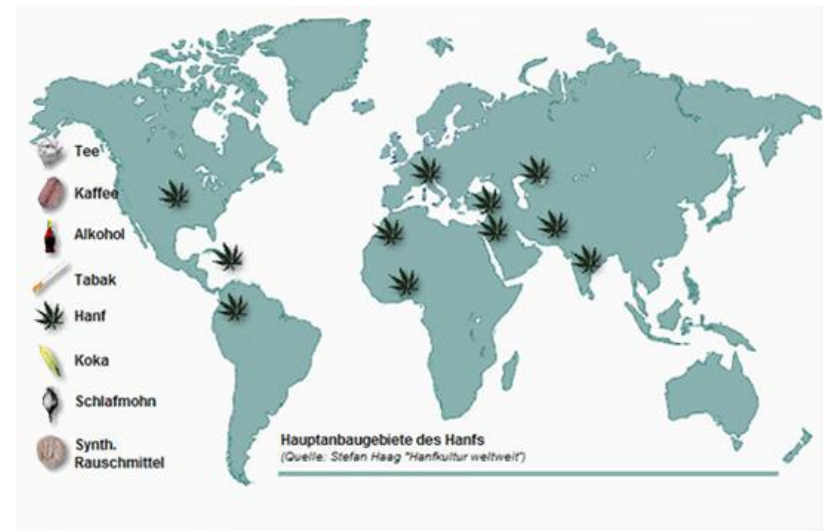 Tee
Kaffee
Alkohol
Tabak
Hanf
Koka
Schlafmohn
Synth.
Rauschmittel
Hauptanbaugebiete des Hanfs
(Quelle: Stefan Haag "Hanfkultur weltweit")